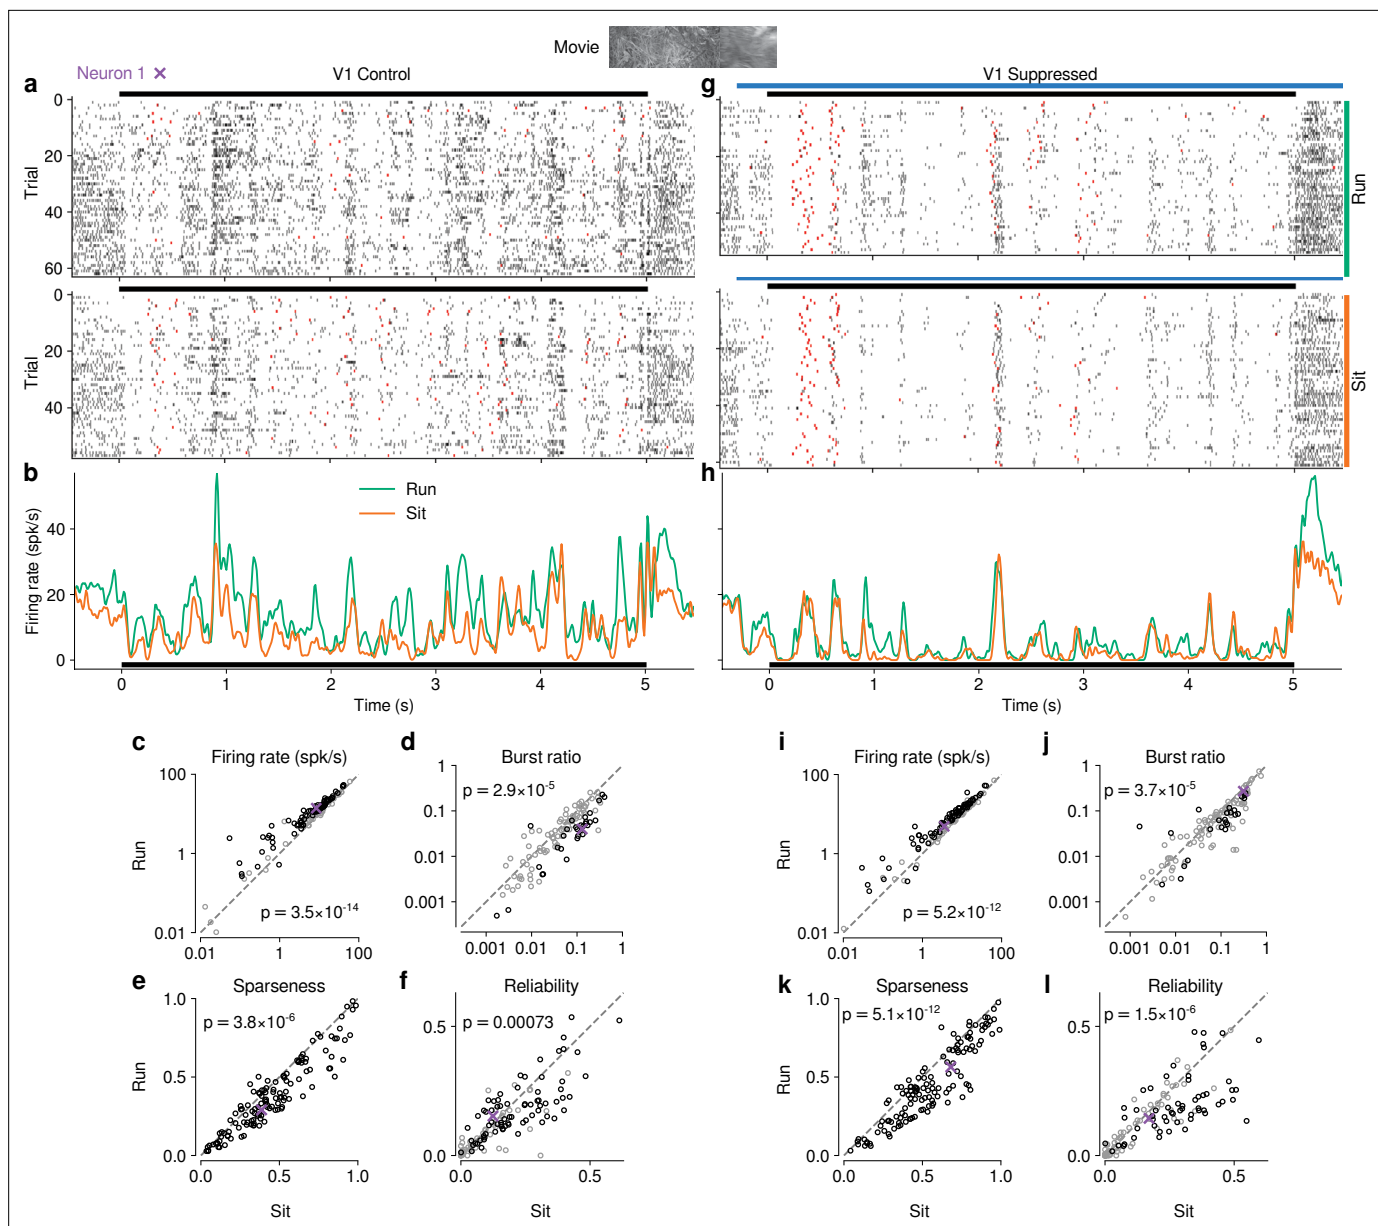 Movie
Neuron 1 ×
a
V1 Control
g
V1 Suppressed
0
20
40
60
Trial
Run
0
20
40
Trial
Sit
b
Run
Sit
h
Firing rate (spk/s)
40
20
0
0 1 2 3 4 5
Time (s)
0 1 2 3 4 5
Time (s)
c
Firing rate (spk/s)
100
1
0.01
Run
p = 3.5×10-14
0.01 1 100
d
Burst ratio
1
0.1
0.01
0.001
p = 2.9×10-5
0.001 0.01 0.1 1
i
Firing rate (spk/s)
100
1
0.01
Run
p = 5.2×10-12
0.01 1 100
j
Burst ratio
1
0.1
0.01
0.001
p = 3.7×10-5
0.001 0.01 0.1 1
e
Sparseness
1.0
0.5
0.0
Run
p = 3.8×10-6
0.0 0.5 1.0
Sit
f
Reliability
0.5
0.0
p = 0.00073
0.0 0.5
Sit
k
Sparseness
1.0
0.5
0.0
Run
p = 5.1×10-12
0.0 0.5 1.0
Sit
l
Reliability
0.5
0.0
p = 1.5×10-6
0.0 0.5
Sit